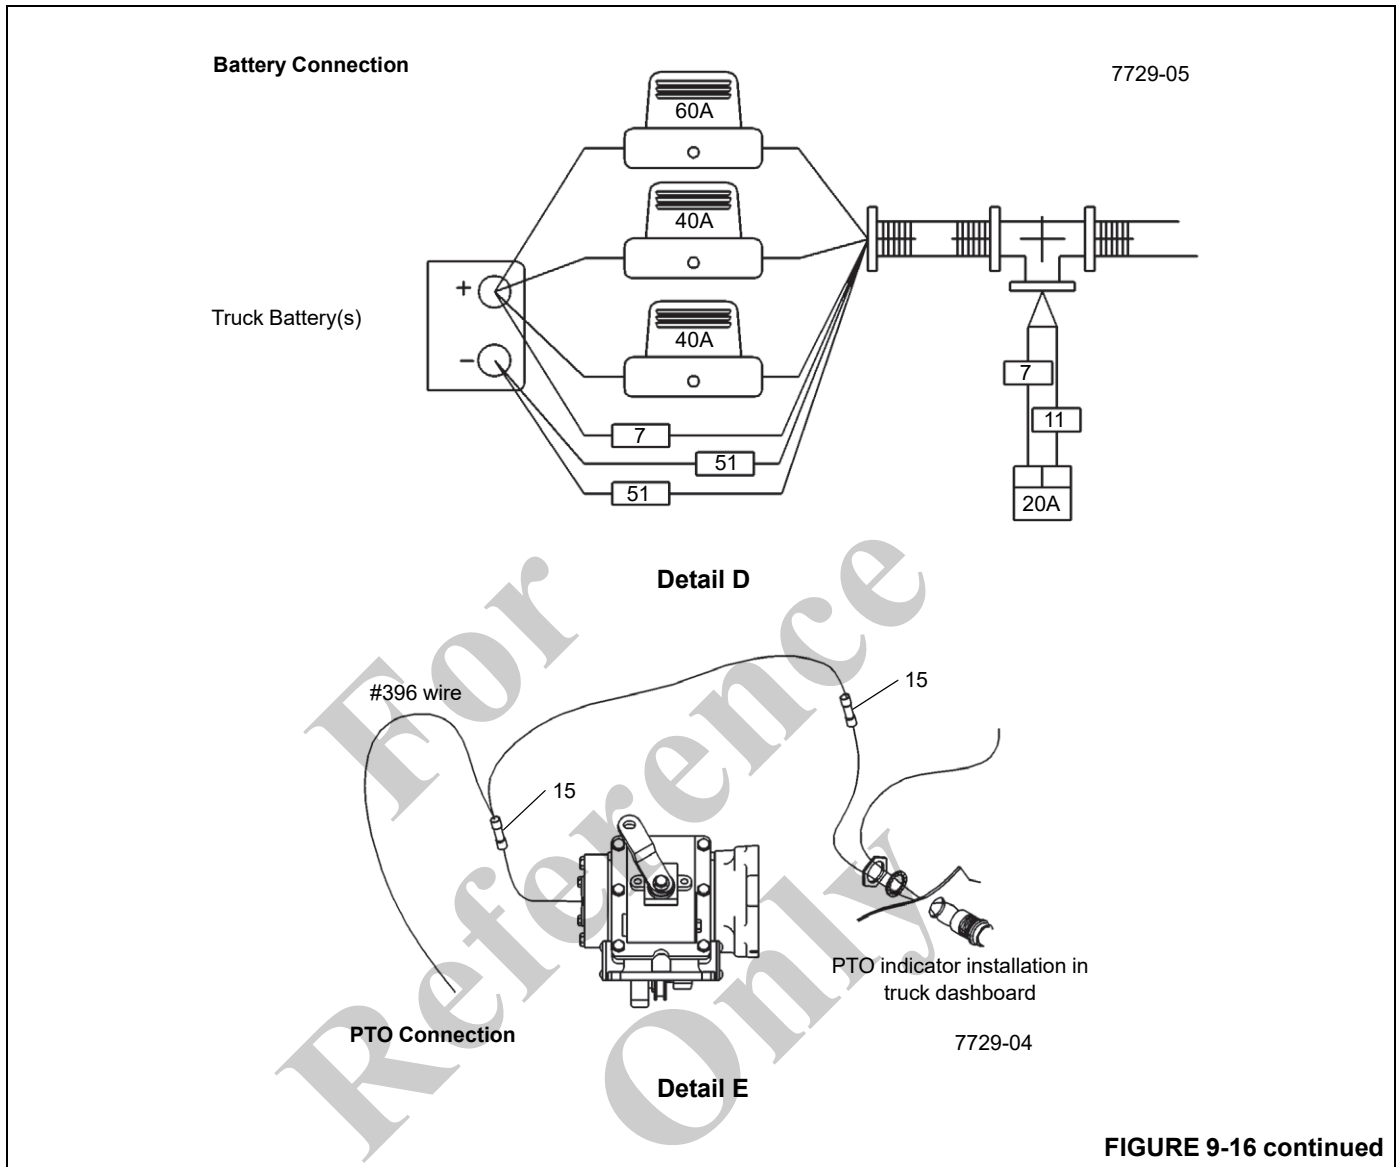 Battery Connection
7729-05
60A
40A
40A
+
Truck Battery(s)
-
7
7
11
51
51
20A
Detail D
#396 wire
15
15
PTO indicator installation in
truck dashboard
PTO Connection
7729-04
Detail E
For
Reference
Only
FIGURE 9-16 continued